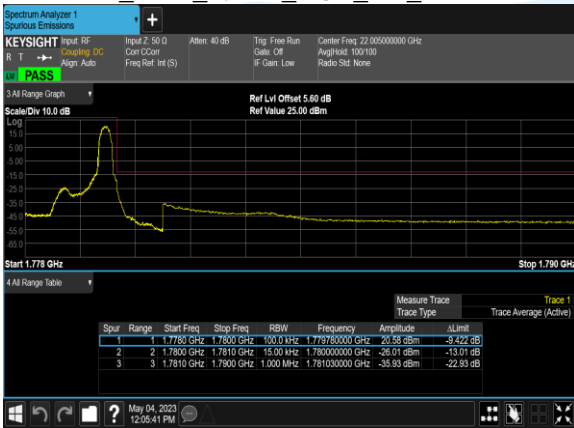 Spectrum Analyzer 1
Spurious Emissions
+
KEYSIGHT Input: RF Input Z: 50 Ω Atten: 40 dB Trig: Free Run Center Freq: 22.005000000 GHz
R T Coupling: DC Corr CCorr Gate: Off Avg|Hold: 100/100
Align: Auto Freq Ref: Int (S) IF Gain: Low Radio Std: None
PASS
3 All Range Graph
Ref Lvl Offset 5.60 dB
Scale/Div 10.0 dB Ref Value 25.00 dBm
Log
15.0
5.00
-5.00
-15.0
-25.0
-35.0
-45.0
-55.0
-65.0
Start 1.778 GHz Stop 1.790 GHz
4 All Range Table
Measure Trace Trace 1
Trace Type Trace Average (Active)
Spur Range Start Freq Stop Freq RBW Frequency Amplitude ΔLimit
1 1 1.7780 GHz 1.7800 GHz 100.0 kHz 1.779780000 GHz 20.58 dBm -9.422 dB
2 2 1.7800 GHz 1.7810 GHz 15.00 kHz 1.780000000 GHz -26.01 dBm -13.01 dB
3 3 1.7810 GHz 1.7900 GHz 1.000 MHz 1.781030000 GHz -35.93 dBm -22.93 dB
? May 04, 2023
12:05:41 PM